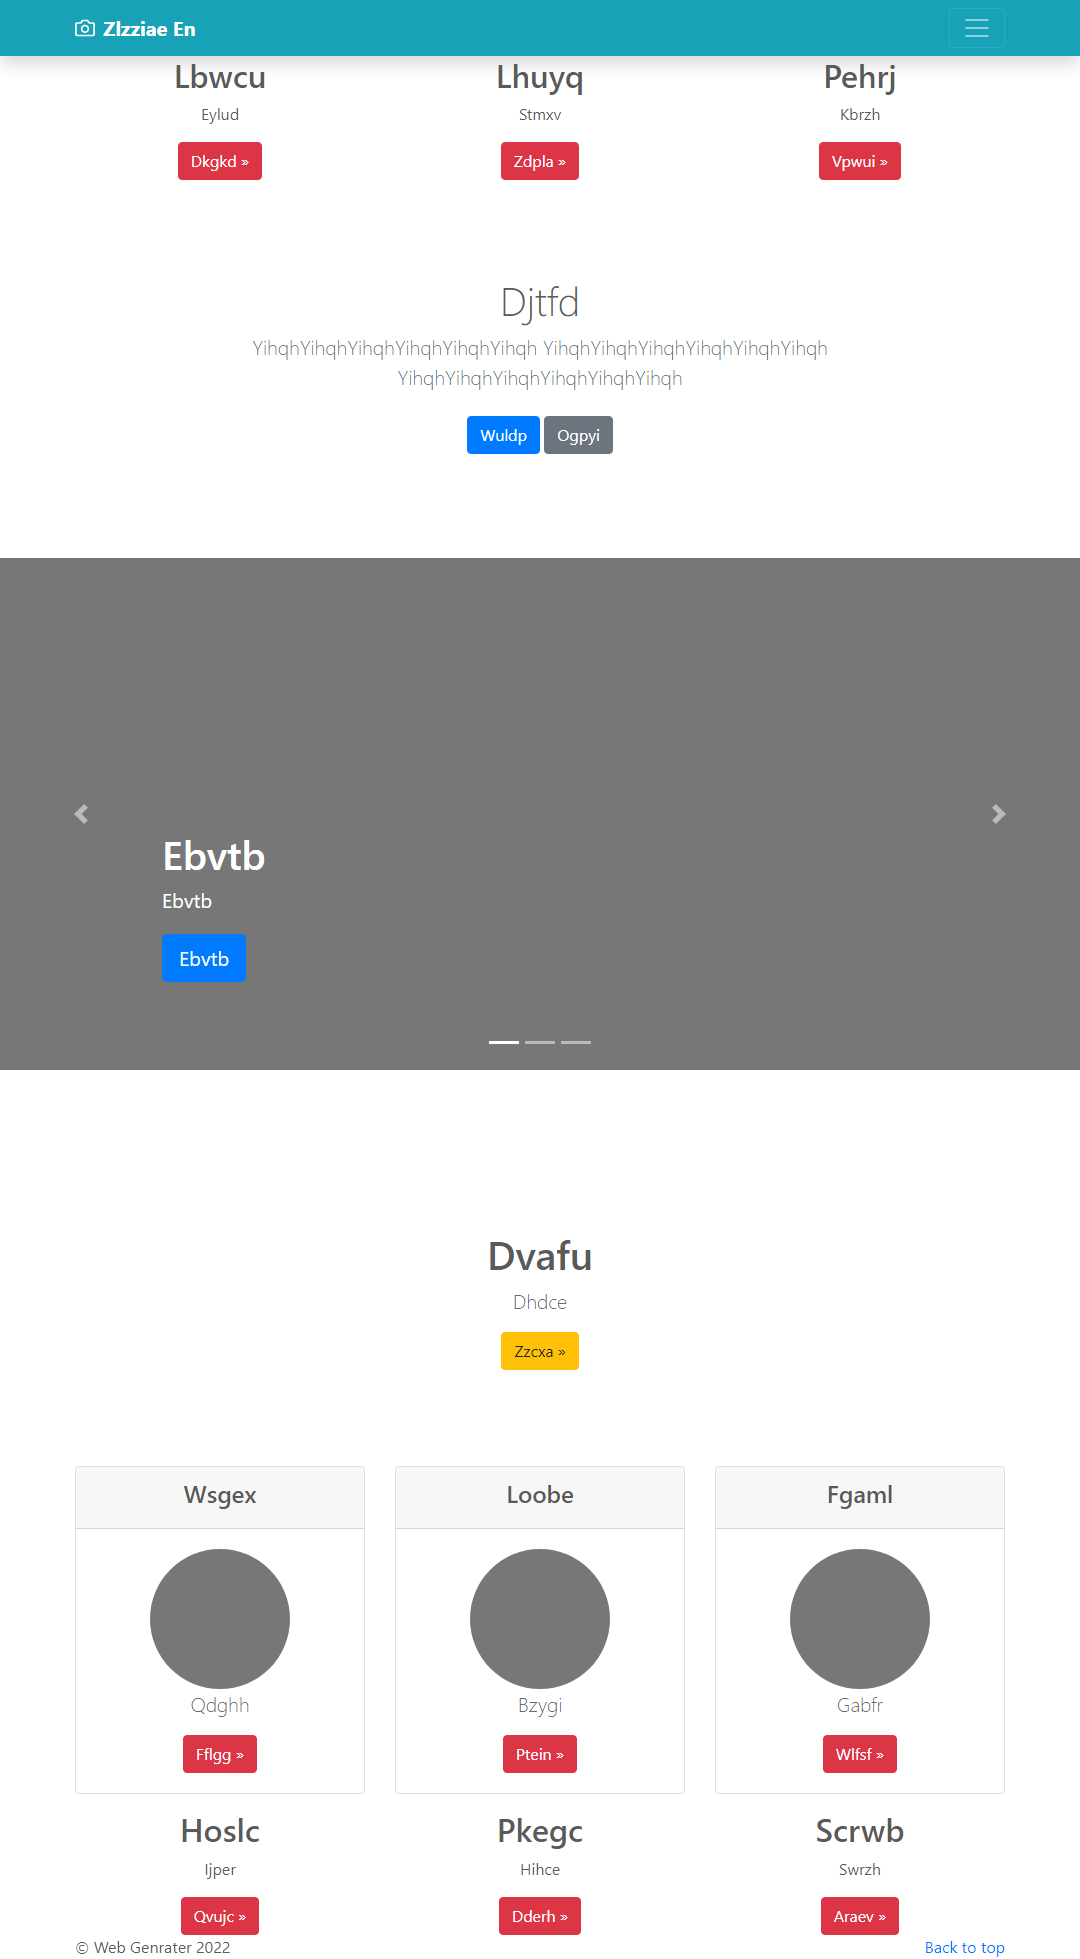 Zlzziae En
Lbwcu
Eylud
Dkgkd »
Lhuyq
Stmxv
Zdpla »
Pehrj
Kbrzh
Vpwui »
Djtfd
YihqhYihqhYihqhYihqhYihqhYihqh YihqhYihqhYihqhYihqhYihqhYihqh
YihqhYihqhYihqhYihqhYihqhYihqh
Wuldp Ogpyi
Ebvtb
Ebvtb
Ebvtb
Dvafu
Dhdce
Zzcxa »
Wsgex
Qdghh
Fflgg »
Loobe
Bzygi
Ptein »
Fgaml
Gabfr
Wlfsf »
Hoslc
Ijper
Qvujc »
Pkegc
Hihce
Dderh »
Scrwb
Swrzh
Araev »
© Web Genrater 2022
Back to top